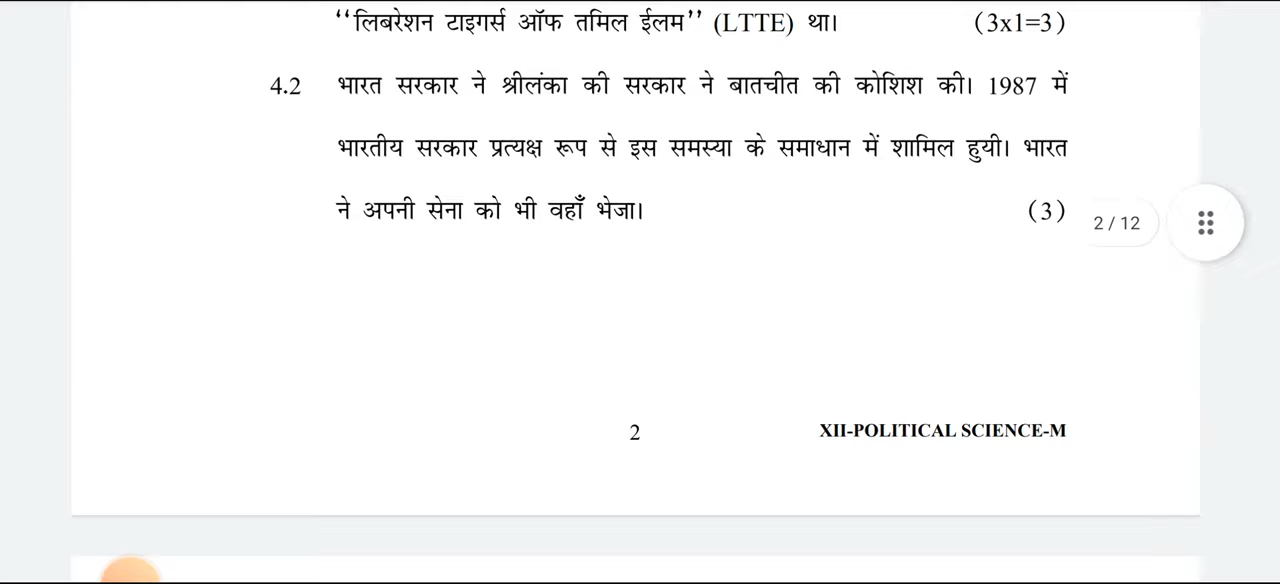 “लिबरेशन टाइगर्स ऑफ तमिल ईलम” (LTTE) था। (3x1=3)
4.2 भारत सरकार ने श्रीलंका की सरकार ने बातचीत की कोशिश की। 1987 में
भारतीय सरकार प्रत्यक्ष रूप से इस समस्या के समाधान में शामिल हुयी। भारत
ने अपनी सेना को भी वहाँ भेजा। (3)
2 / 12
2 XII-POLITICAL SCIENCE-M